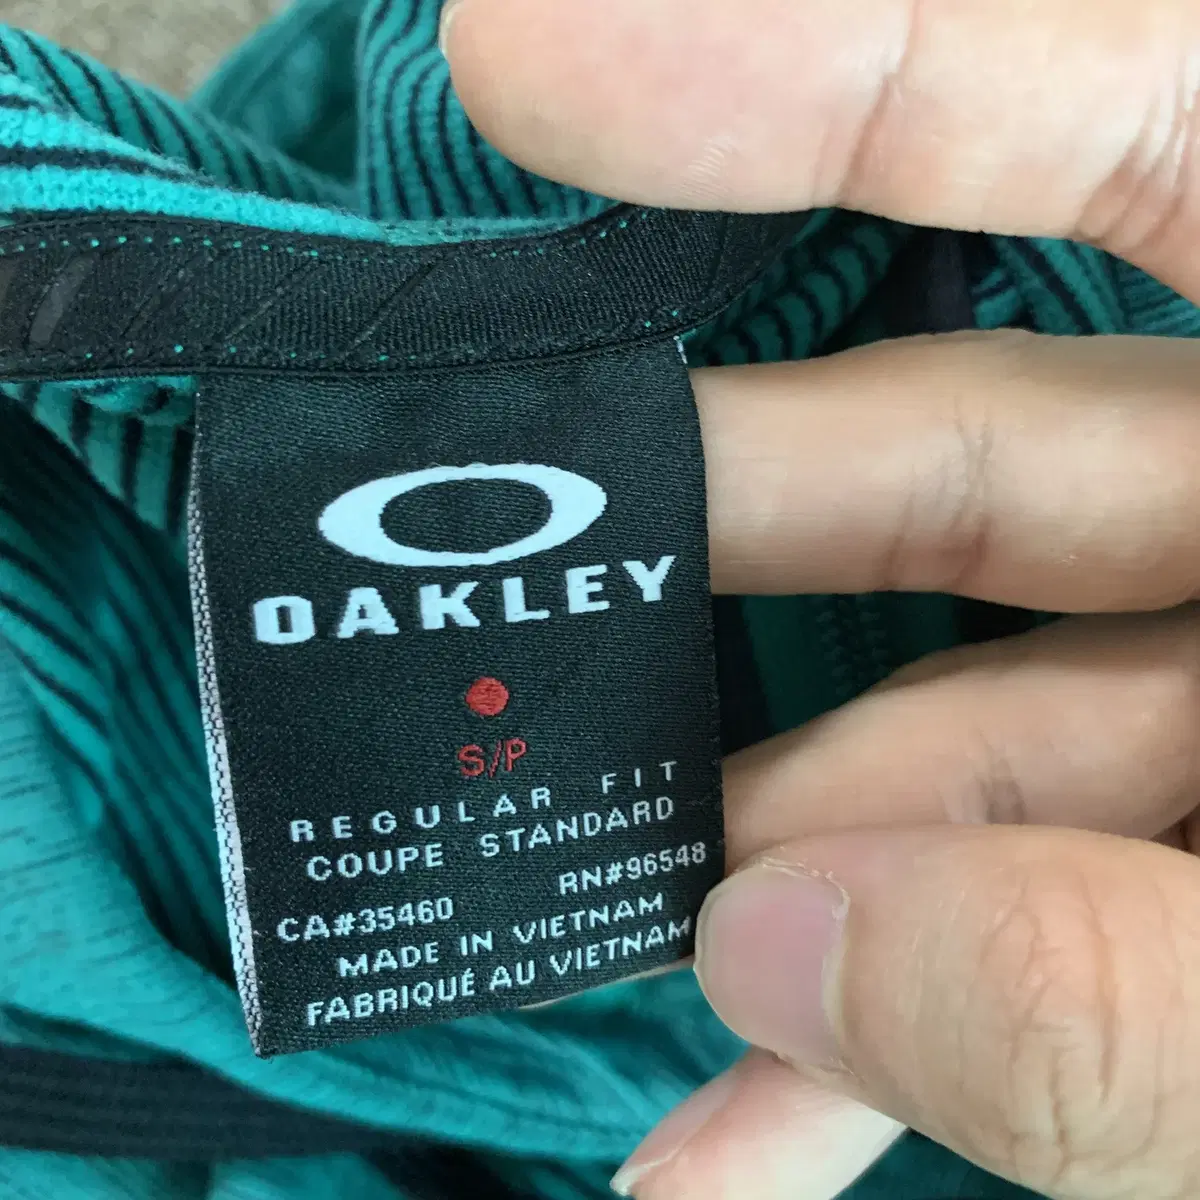 OAKLEY
S/P
REGULAR FIT
COUPE STANDARD
RN#96548
CA#35460
MADE IN VIETNAM
FABRIQUÉ AU VIETNAM